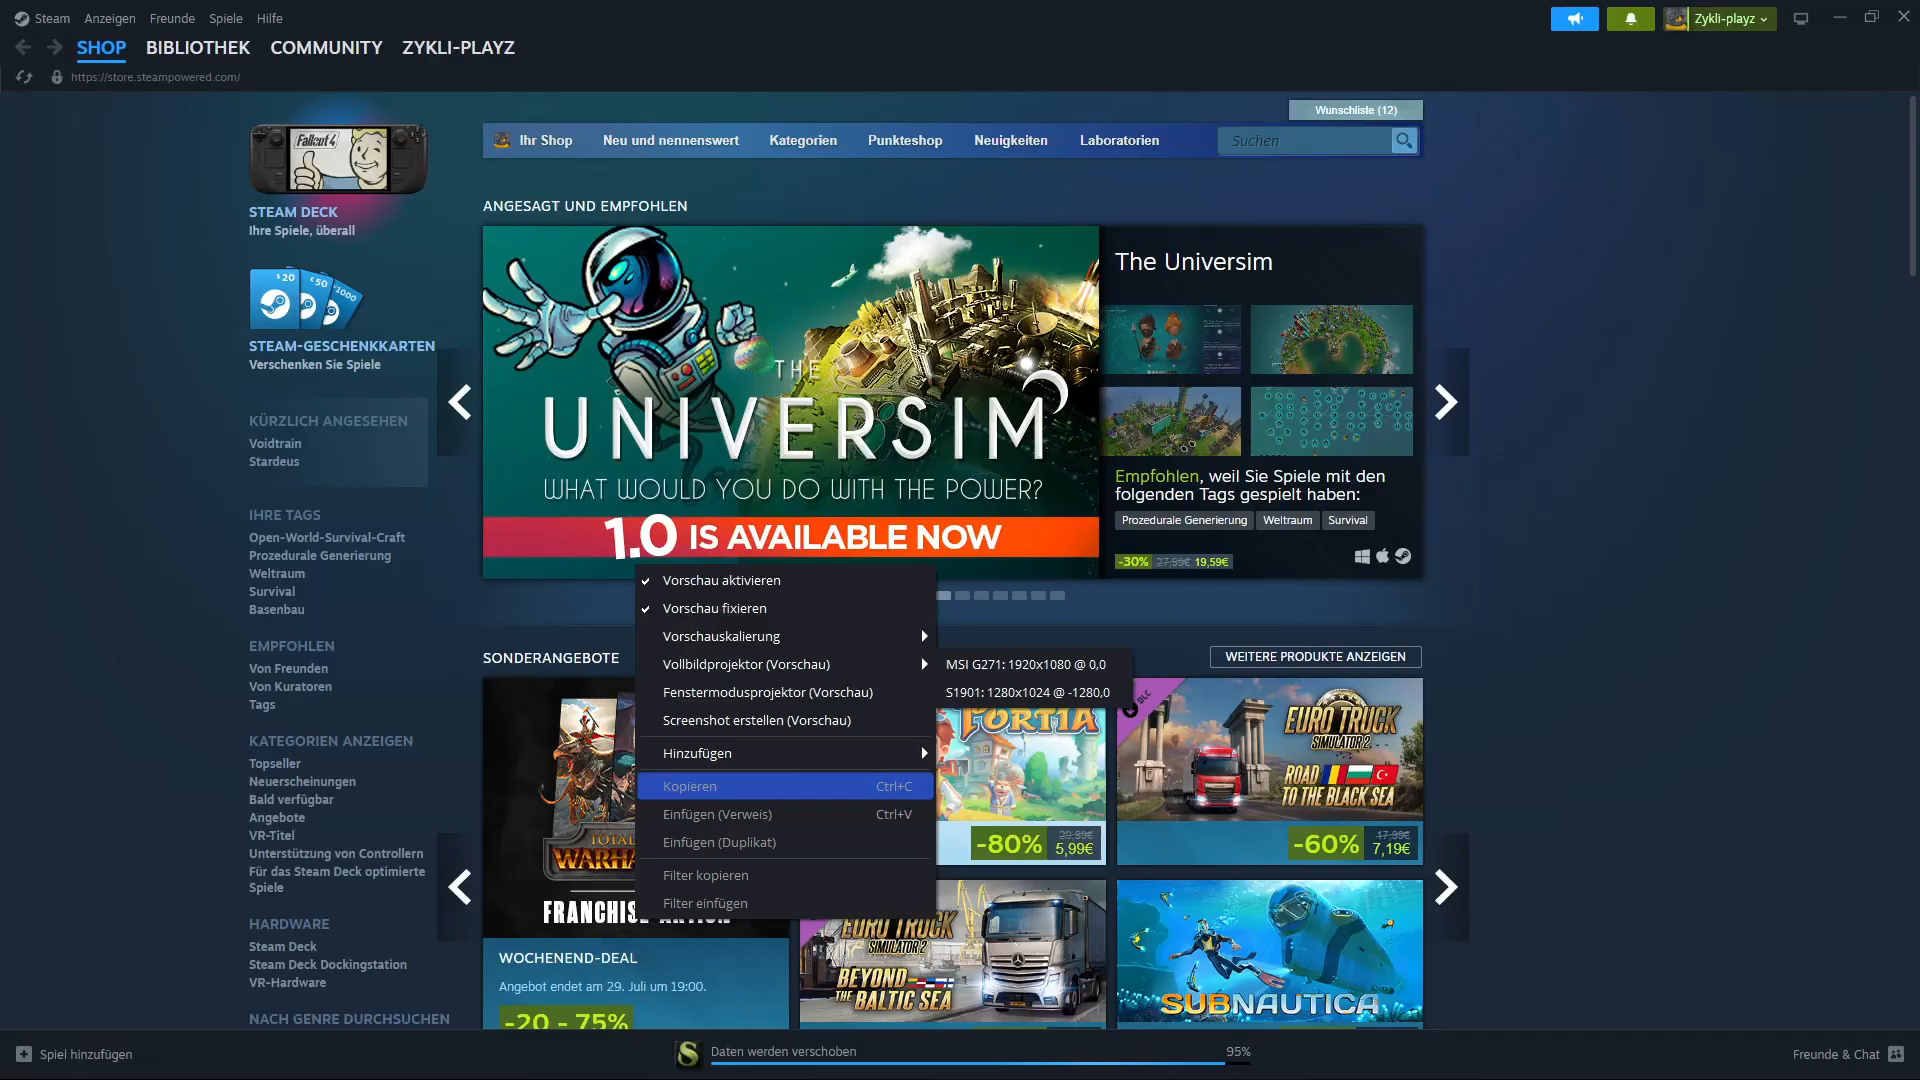 Steam Anzeigen Freunde Spiele Hilfe
Zykli-playz
SHOP BIBLIOTHEK COMMUNITY ZYKLI-PLAYZ
https://store.steampowered.com/
Wunschliste (12)
Ihr Shop Neu und nennenswert Kategorien Punkteshop Neuigkeiten Laboratorien
Suchen
Fallout 4
STEAM DECK
Ihre Spiele, überall
$20 $50 $1000
STEAM-GESCHENKKARTEN
Verschenken Sie Spiele
KÜRZLICH ANGESEHEN
Voidtrain
Stardeus
IHRE TAGS
Open-World-Survival-Craft
Prozedurale Generierung
Weltraum
Survival
Basenbau
EMPFOHLEN
Von Freunden
Von Kuratoren
Tags
KATEGORIEN ANZEIGEN
Topseller
Neuerscheinungen
Bald verfügbar
Angebote
VR-Titel
Unterstützung von Controllern
Für das Steam Deck optimierte
Spiele
HARDWARE
Steam Deck
Steam Deck Dockingstation
VR-Hardware
NACH GENRE DURCHSUCHEN
ANGESAGT UND EMPFOHLEN
THE
UNIVERSIM
WHAT WOULD YOU DO WITH THE POWER?
1.0 IS AVAILABLE NOW
The Universim
Empfohlen, weil Sie Spiele mit den
folgenden Tags gespielt haben:
Prozedurale Generierung Weltraum Survival
-30% 27,99€ 19,59€
SONDERANGEBOTE
WEITERE PRODUKTE ANZEIGEN
Vorschau aktivieren
Vorschau fixieren
Vorschauskalierung
Vollbildprojektor (Vorschau)
Fenstermodusprojektor (Vorschau)
Screenshot erstellen (Vorschau)
Hinzufügen
Kopieren Ctrl+C
Einfügen (Verweis) Ctrl+V
Einfügen (Duplikat)
Filter kopieren
Filter einfügen
MSI G271: 1920x1080 @ 0,0
S1901: 1280x1024 @ -1280,0
TOTAL
FRANCHISE
WOCHENEND-DEAL
Angebot endet am 29. Juli um 19:00.
-20 - 75%
PORTIA
-80% 29,99€ 5,99€
DLC
EURO TRUCK
SIMULATOR 2
ROAD
TO THE BLACK SEA
-60% 17,99€ 7,19€
EURO TRUCK
SIMULATOR 2
BEYOND
THE BALTIC SEA
SUBNAUTICA
Spiel hinzufügen
Daten werden verschoben 95%
Freunde & Chat